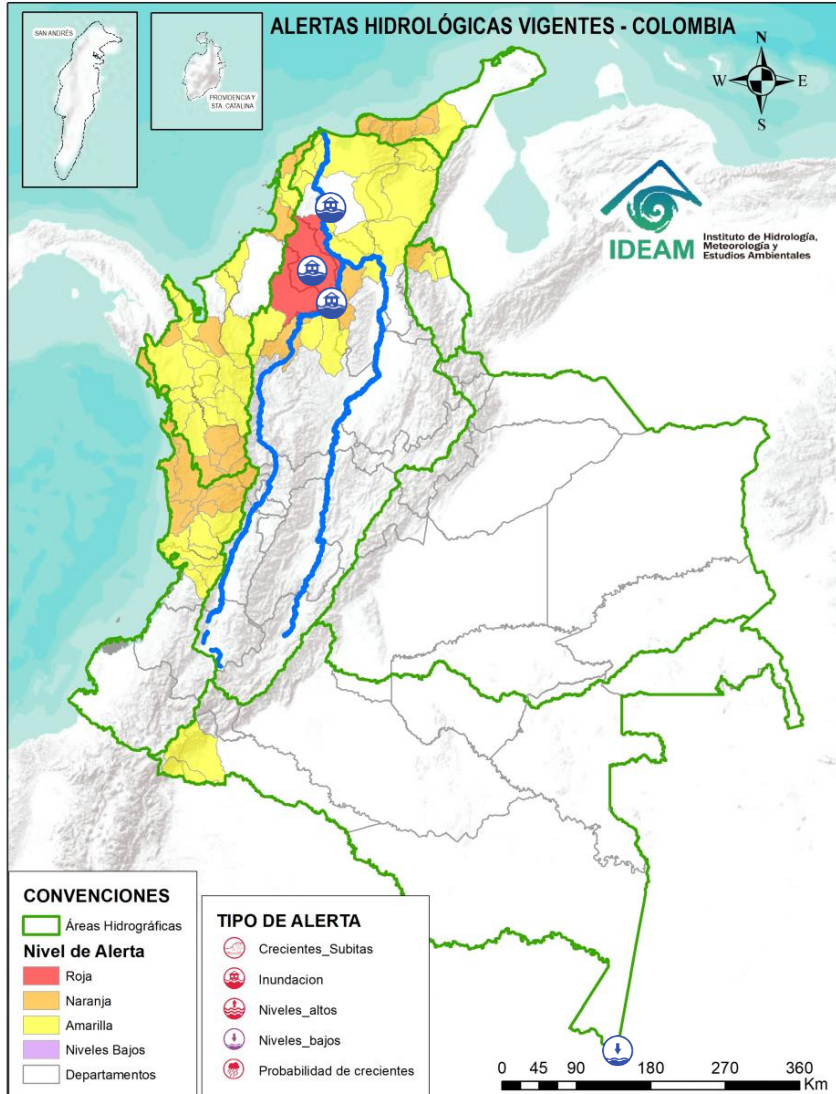 ALERTAS HIDROLÓGICAS VIGENTES - COLOMBIA
SAN ANDRÉS
PROVIDENCIA Y
STA. CATALINA
N
W
E
S
IDEAM
Instituto de Hidrología,
Meteorología y
Estudios Ambientales
CONVENCIONES
Áreas Hidrográficas
Nivel de Alerta
Roja
Naranja
Amarilla
Niveles Bajos
Departamentos
TIPO DE ALERTA
Crecientes_Subitas
Inundacion
Niveles_altos
Niveles_bajos
Probabilidad de crecientes
0 45 90 180 270 360
Km